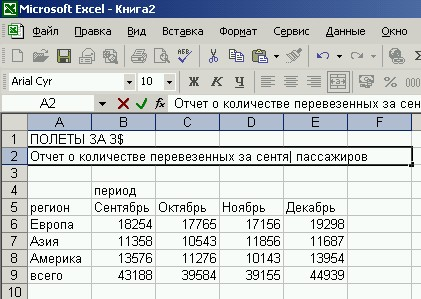 Microsoft Excel - Книга2
Файл Правка Вид Вставка Формат Сервис Данные Окно
Arial Cyr 10 Ж К Ч
A2 Отчет о количестве перевезенных за сен
A B C D E F
1 ПОЛЕТЫ ЗА 3$
2 Отчет о количестве перевезенных за сентя пассажиров
3
4 период
5 регион Сентябрь Октябрь Ноябрь Декабрь
6 Европа 18254 17765 17156 19298
7 Азия 11358 10543 11856 11687
8 Америка 13576 11276 10143 13954
9 всего 43188 39584 39155 44939
10